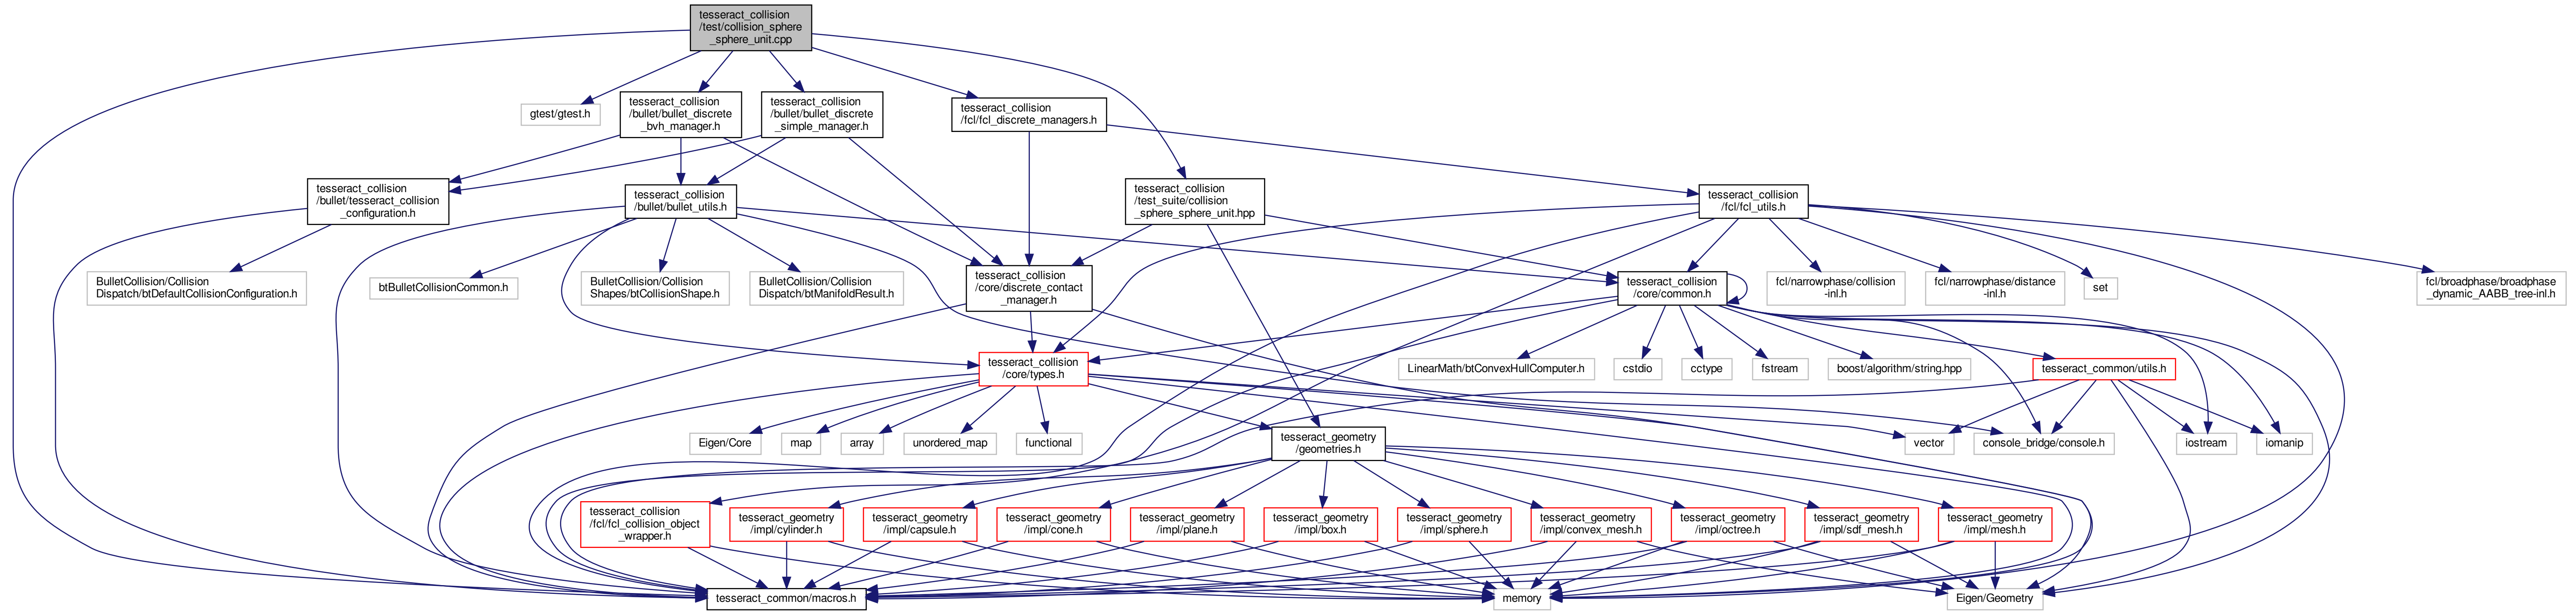 tesseract_collision
/test/collision_sphere
_sphere_unit.cpp
gtest/gtest.h
tesseract_collision
/bullet/bullet_discrete
_bvh_manager.h
tesseract_collision
/bullet/bullet_discrete
_simple_manager.h
tesseract_collision
/fcl/fcl_discrete_managers.h
tesseract_collision
/bullet/tesseract_collision
_configuration.h
tesseract_collision
/bullet/bullet_utils.h
tesseract_collision
/test_suite/collision
_sphere_sphere_unit.hpp
tesseract_collision
/fcl/fcl_utils.h
BulletCollision/Collision
Dispatch/btDefaultCollisionConfiguration.h
btBulletCollisionCommon.h
BulletCollision/Collision
Shapes/btCollisionShape.h
BulletCollision/Collision
Dispatch/btManifoldResult.h
tesseract_collision
/core/discrete_contact
_manager.h
tesseract_collision
/core/common.h
fcl/narrowphase/collision
-inl.h
fcl/narrowphase/distance
-inl.h
set
fcl/broadphase/broadphase
_dynamic_AABB_tree-inl.h
tesseract_collision
/core/types.h
LinearMath/btConvexHullComputer.h
cstdio
cctype
fstream
boost/algorithm/string.hpp
tesseract_common/utils.h
Eigen/Core
map
array
unordered_map
functional
tesseract_geometry
/geometries.h
vector
console_bridge/console.h
iostream
iomanip
tesseract_collision
/fcl/fcl_collision_object
_wrapper.h
tesseract_geometry
/impl/cylinder.h
tesseract_geometry
/impl/capsule.h
tesseract_geometry
/impl/cone.h
tesseract_geometry
/impl/plane.h
tesseract_geometry
/impl/box.h
tesseract_geometry
/impl/sphere.h
tesseract_geometry
/impl/convex_mesh.h
tesseract_geometry
/impl/octree.h
tesseract_geometry
/impl/sdf_mesh.h
tesseract_geometry
/impl/mesh.h
tesseract_common/macros.h
memory
Eigen/Geometry